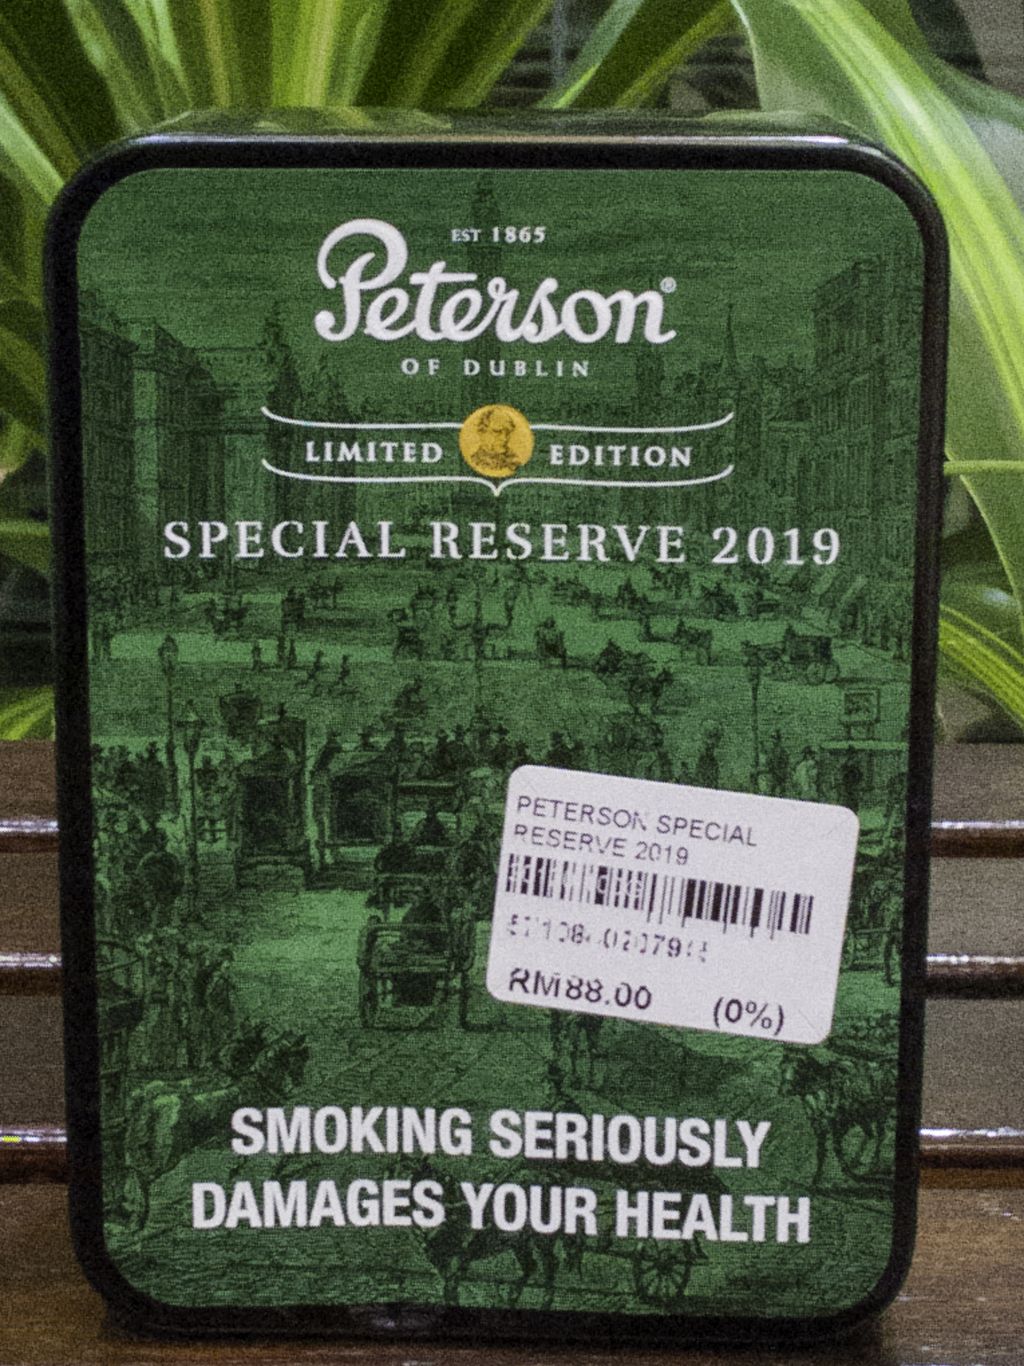 EST 1865
Peterson®
OF DUBLIN
LIMITED EDITION
SPECIAL RESERVE 2019
PETERSON SPECIAL
RESERVE 2019
RM88.00 (0%)
SMOKING SERIOUSLY
DAMAGES YOUR HEALTH